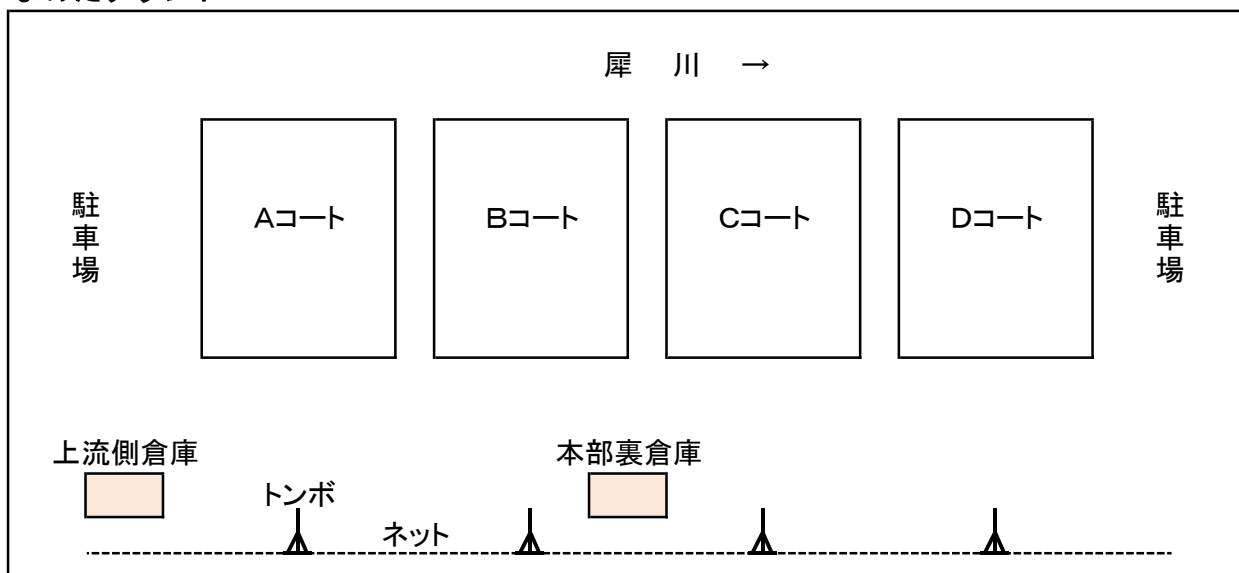 犀 川 →
駐車場
Aコート
Bコート
Cコート
Dコート
駐車場
上流側倉庫
本部裏倉庫
トンボ
ネット